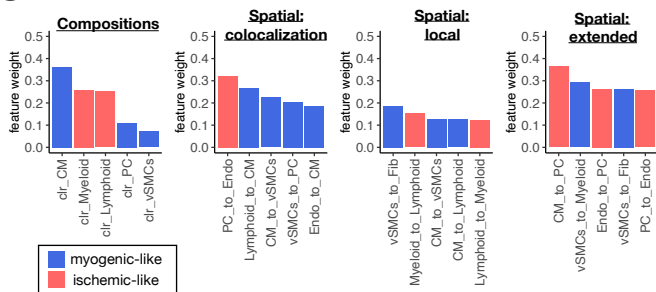 Compositions
feature weight
0.5
0.4
0.3
0.2
0.1
0.0
clr_CM
clr_Myeloid
clr_Lymphoid
clr_PC
clr_vSMCs
Spatial:
colocalization
feature weight
0.5
0.4
0.3
0.2
0.1
0.0
PC_to_Endo
Lymphoid_to_CM
CM_to_vSMCs
vSMCs_to_PC
Endo_to_CM
Spatial:
local
feature weight
0.5
0.4
0.3
0.2
0.1
0.0
vSMCs_to_Fib
Myeloid_to_Lymphoid
CM_to_vSMCs
CM_to_Lymphoid
Lymphoid_to_Myeloid
Spatial:
extended
feature weight
0.5
0.4
0.3
0.2
0.1
0.0
CM_to_PC
vSMCs_to_Myeloid
Endo_to_PC
vSMCs_to_Fib
PC_to_Endo
myogenic-like
ischemic-like